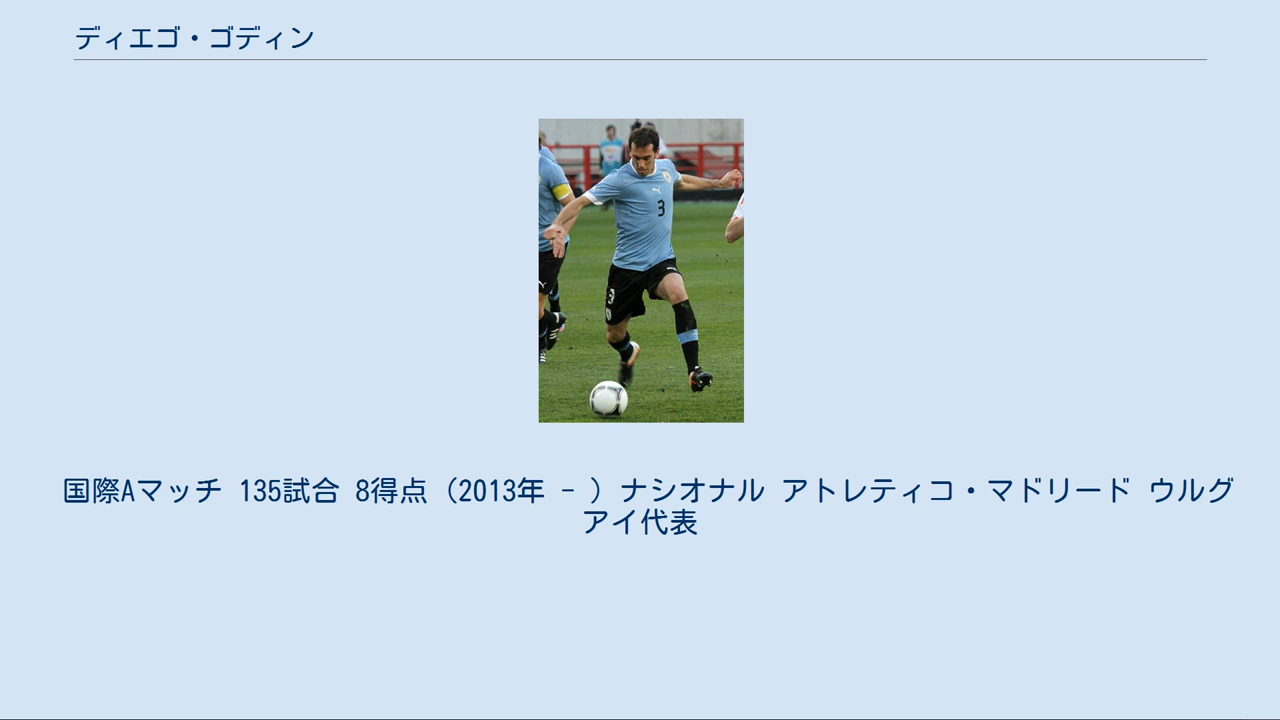 ディエゴ・ゴディン
3
3
国際Aマッチ 135試合 8得点 (2013年 - ) ナシオナル アトレティコ・マドリード ウルグ
アイ代表